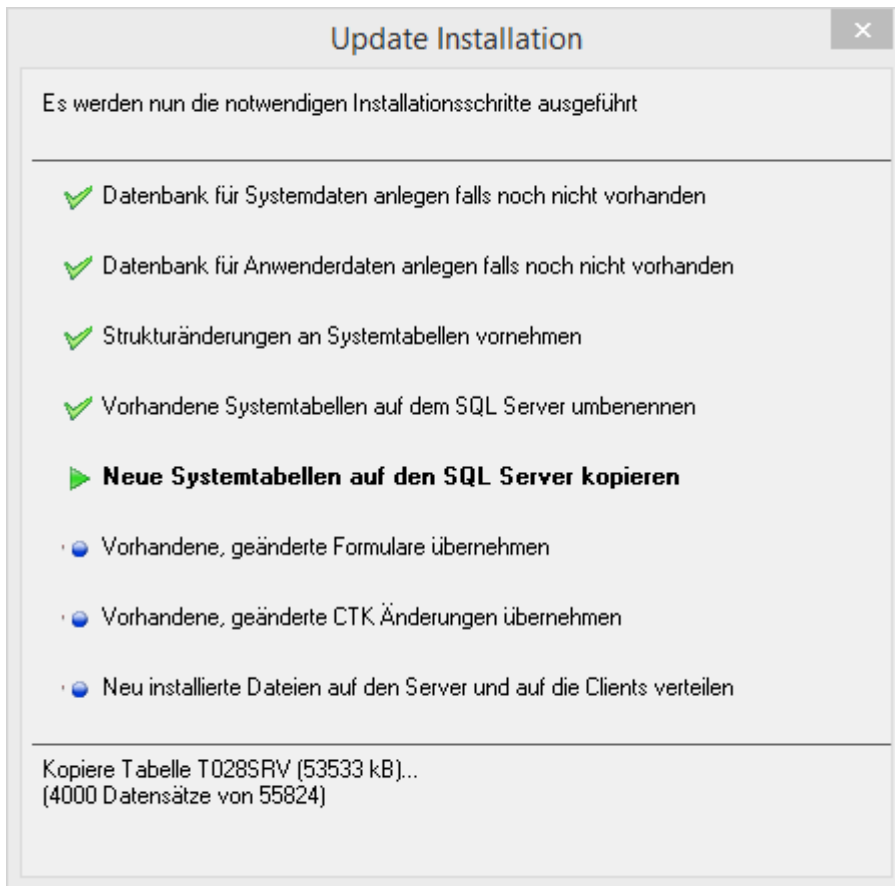 Update Installation
Es werden nun die notwendigen Installationsschritte ausgeführt
Datenbank für Systemdaten anlegen falls noch nicht vorhanden
Datenbank für Anwenderdaten anlegen falls noch nicht vorhanden
Strukturänderungen an Systemtabellen vornehmen
Vorhandene Systemtabellen auf dem SQL Server umbenennen
Neue Systemtabellen auf den SQL Server kopieren
Vorhandene, geänderte Formulare übernehmen
Vorhandene, geänderte CTK Änderungen übernehmen
Neu installierte Dateien auf den Server und auf die Clients verteilen
Kopiere Tabelle T028SRV (53533 kB)...
(4000 Datensätze von 55824)